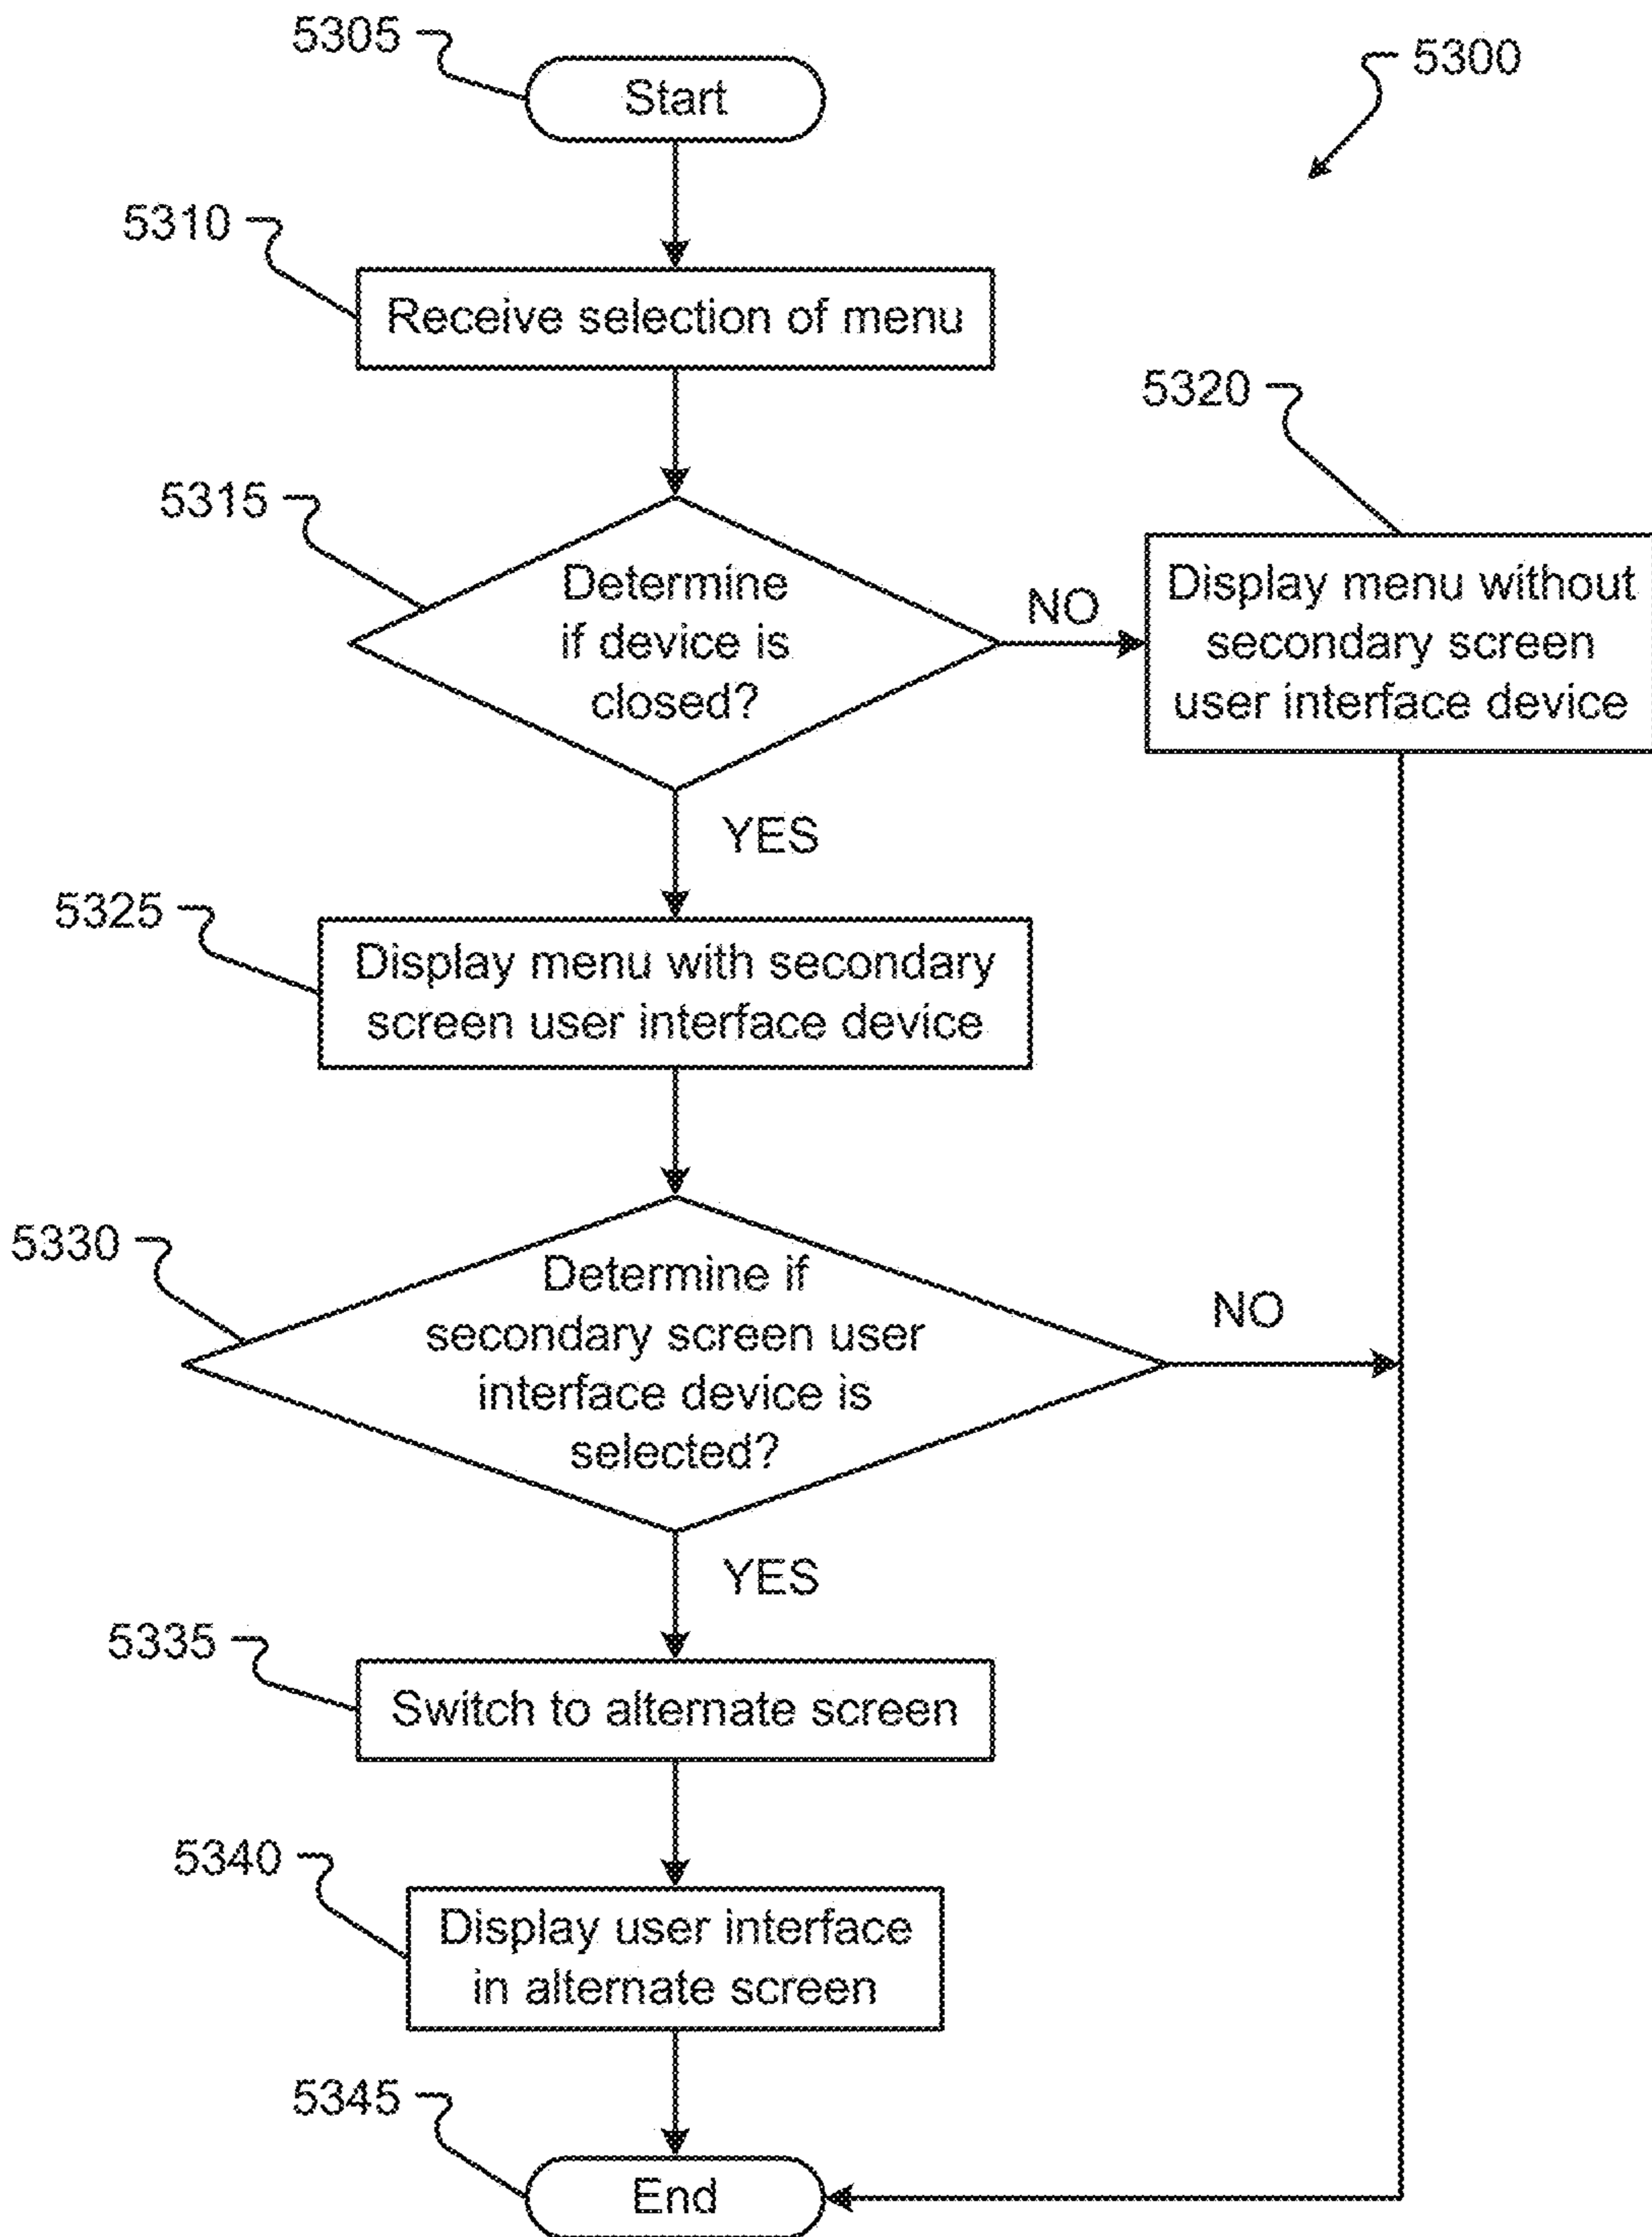 5305
Start
5300
5310
Receive selection of menu
5320
5315
Determine
if device is
closed?
NO
Display menu without
secondary screen
user interface device
YES
5325
Display menu with secondary
screen user interface device
5330
Determine if
secondary screen user
interface device is
selected?
NO
YES
5335
Switch to alternate screen
5340
Display user interface
in alternate screen
5345
End